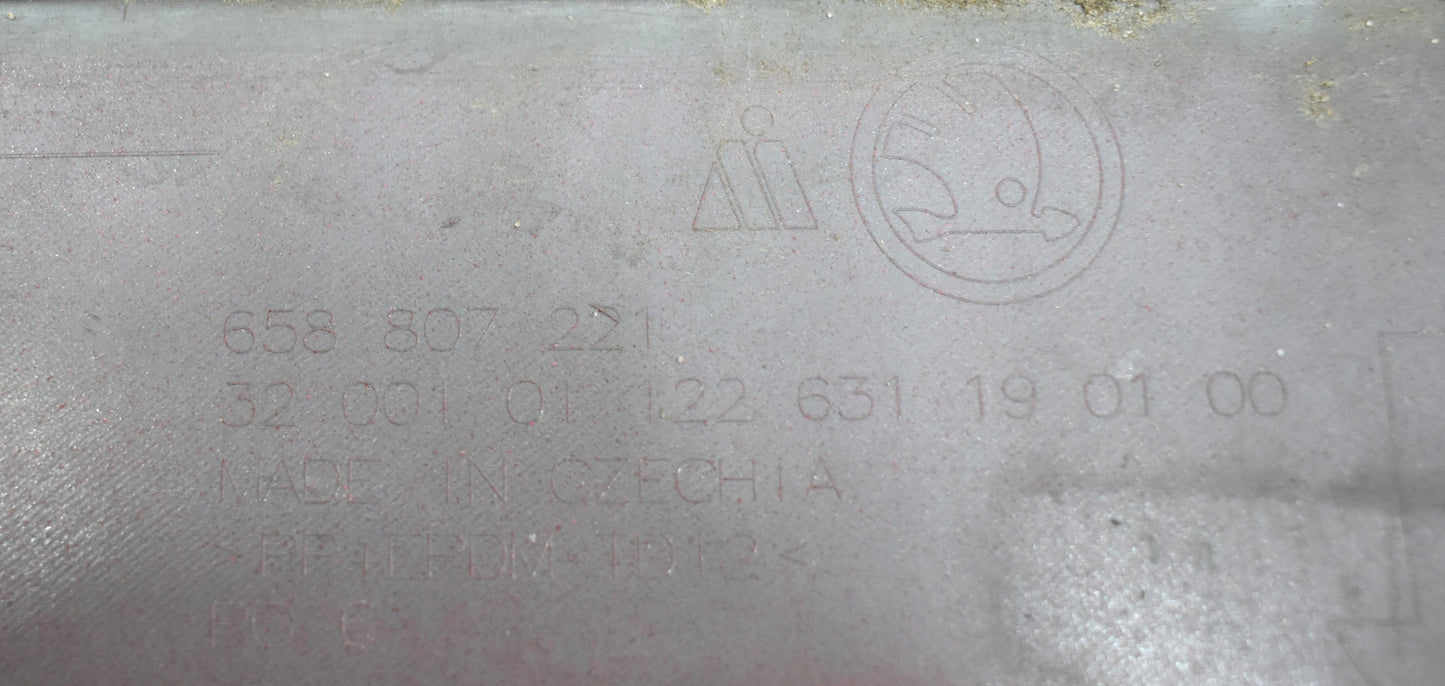 658 807 221
32 001 01 122 631 19 01 00
MADE IN CZECHIA
>PP+EPDM-TD12<